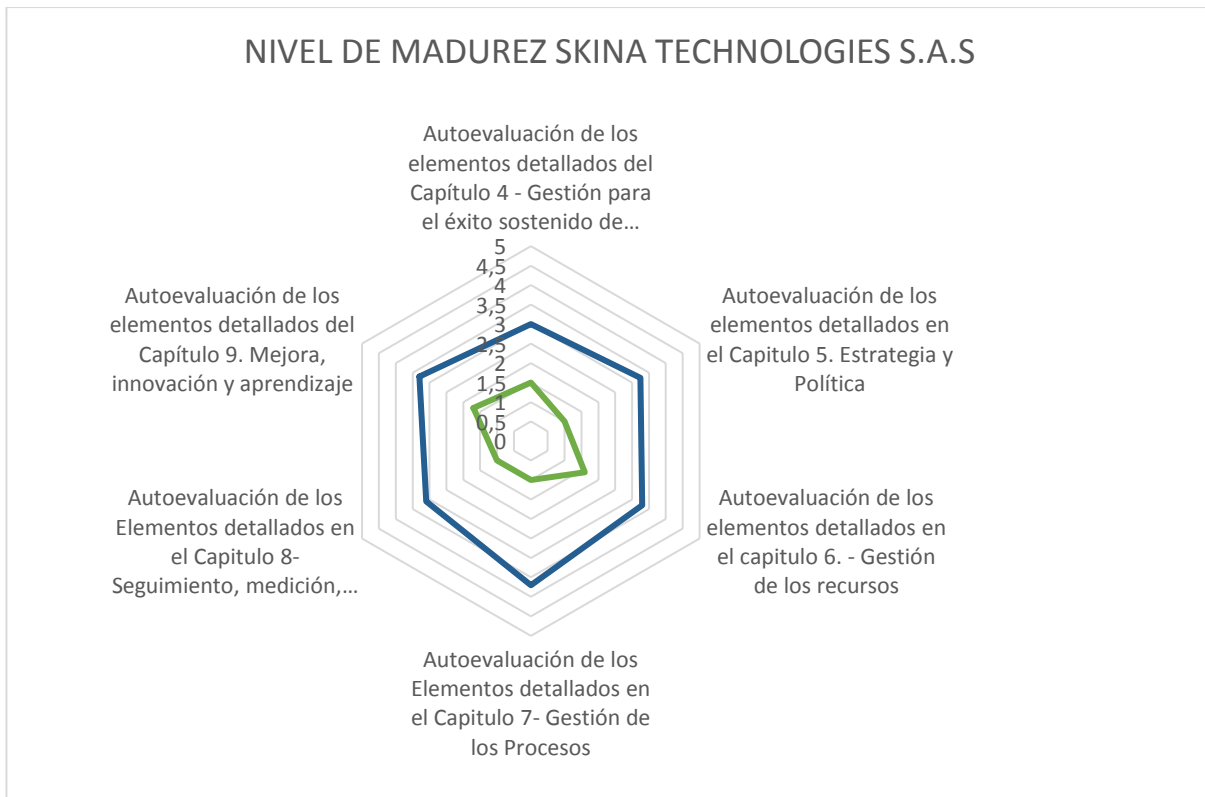 NIVEL DE MADUREZ SKINA TECHNOLOGIES S.A.S
Autoevaluación de los
elementos detallados del
Capítulo 4 - Gestión para
el éxito sostenido de...
5
4,5
4
3,5
3
2,5
2
1,5
1
0,5
0
Autoevaluación de los
elementos detallados en
el Capitulo 5. Estrategia y
Política
Autoevaluación de los
elementos detallados en
el capitulo 6. - Gestión
de los recursos
Autoevaluación de los
Elementos detallados en
el Capitulo 7- Gestión de
los Procesos
Autoevaluación de los
Elementos detallados en
el Capitulo 8-
Seguimiento, medición,...
Autoevaluación de los
elementos detallados del
Capítulo 9. Mejora,
innovación y aprendizaje